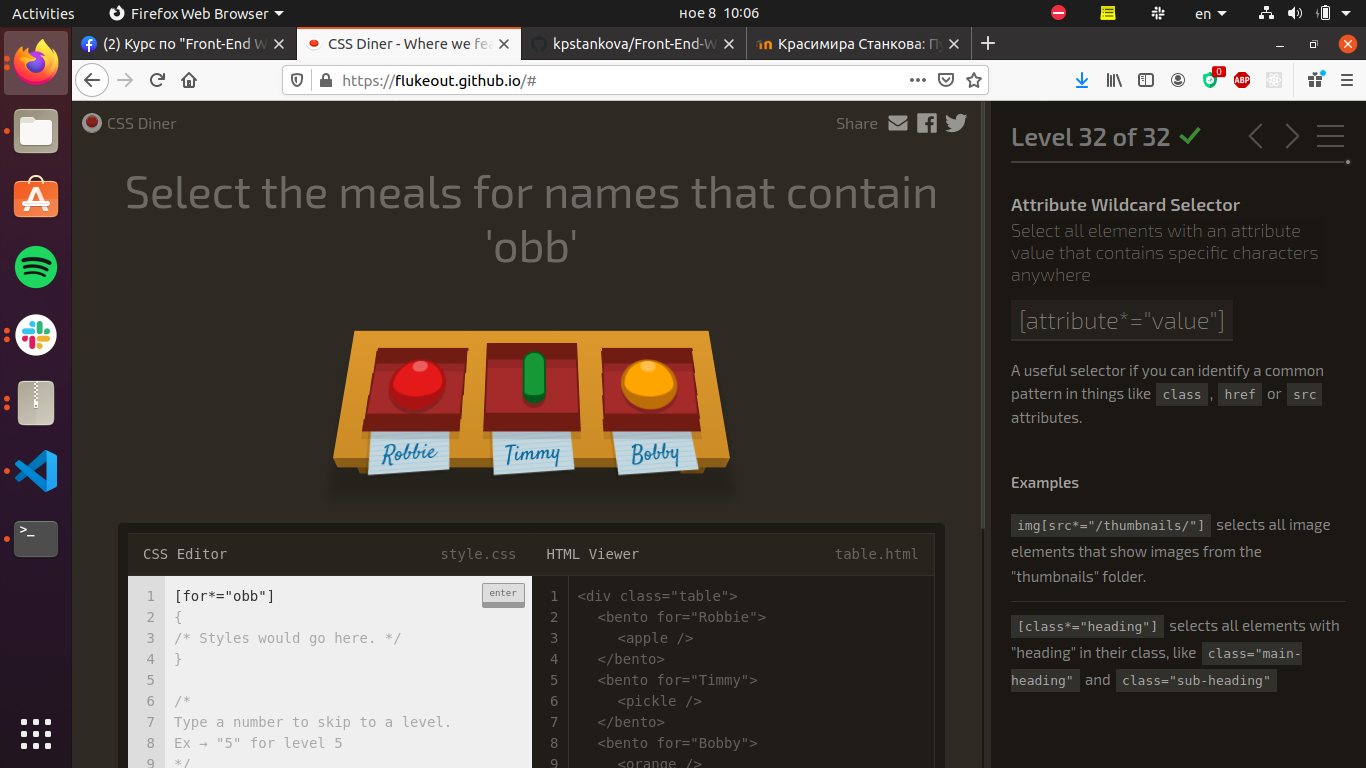 Activities
Firefox Web Browser
ное 8 10:06
en
(2) Курс по "Front-End W
CSS Diner - Where we fea
kpstankova/Front-End-W
Красимира Станкова: П
https://flukeout.github.io/#
0
ABP
CSS Diner
Share
Select the meals for names that contain
'obb'
Robbie
Timmy
Bobby
CSS Editor
style.css
HTML Viewer
table.html
enter
1 [for*="obb"]
2 {
3 /* Styles would go here. */
4 }
5
6 /*
7 Type a number to skip to a level.
8 Ex → "5" for level 5
9 */
1 <div class="table">
2 <bento for="Robbie">
3 <apple />
4 </bento>
5 <bento for="Timmy">
6 <pickle />
7 </bento>
8 <bento for="Bobby">
9 <orange />
Level 32 of 32
Attribute Wildcard Selector
Select all elements with an attribute
value that contains specific characters
anywhere
[attribute*="value"]
A useful selector if you can identify a common
pattern in things like class, href or src
attributes.
Examples
img[src*="/thumbnails/"] selects all image
elements that show images from the
"thumbnails" folder.
[class*="heading"] selects all elements with
"heading" in their class, like class="main-
heading" and class="sub-heading"
>_